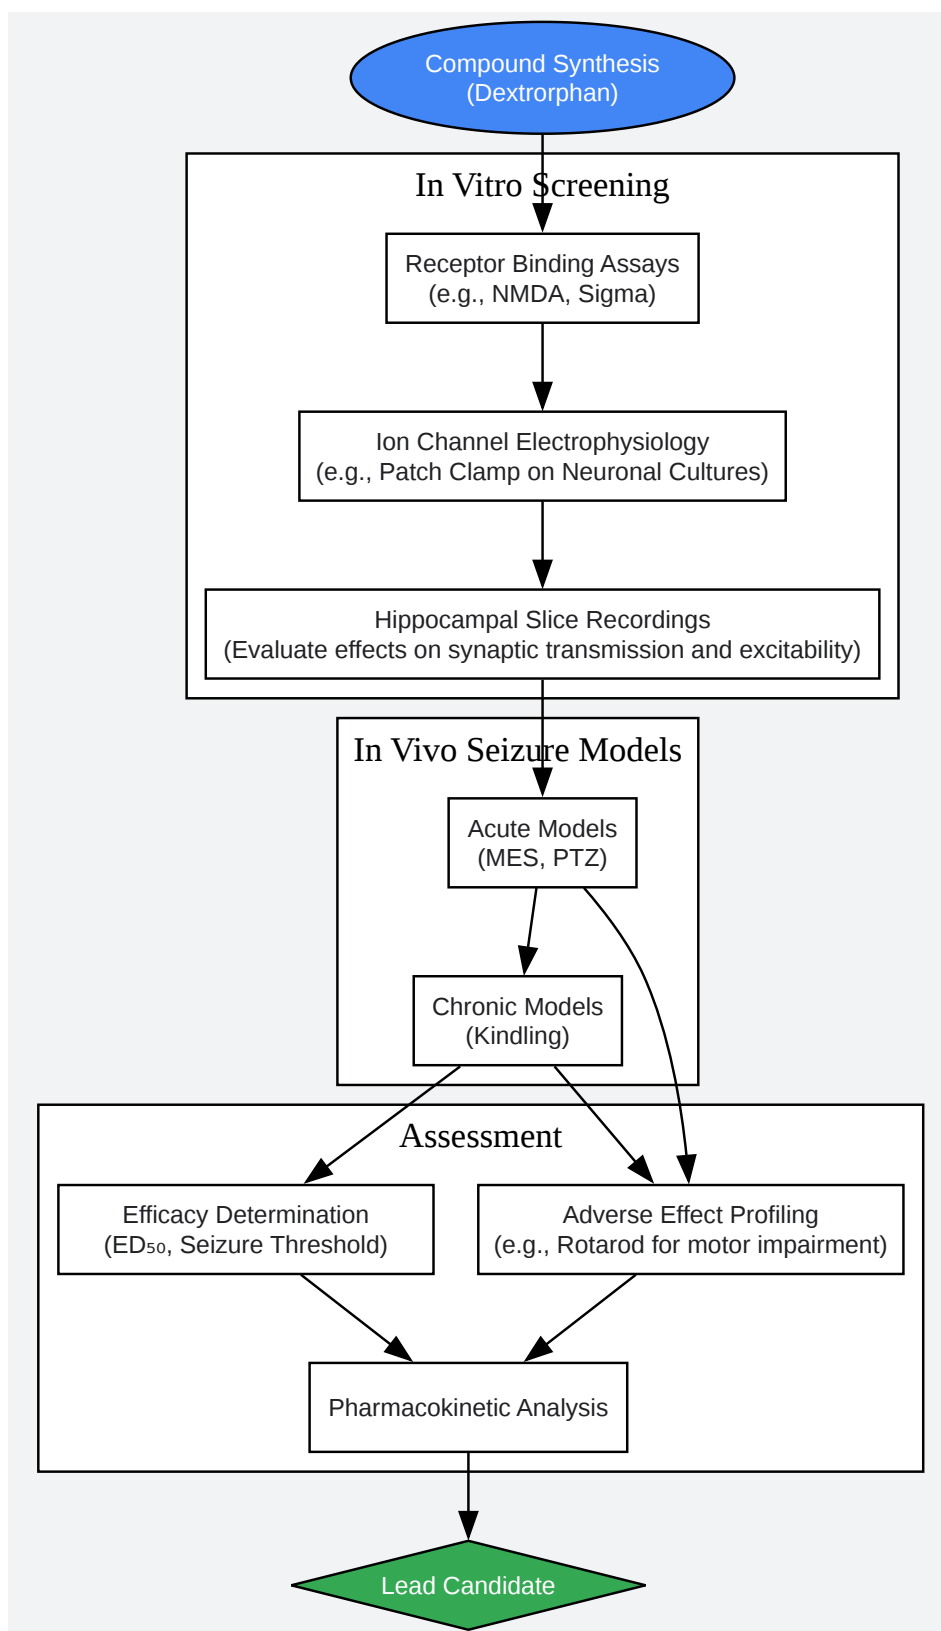 Compound Synthesis
(Dextrorphan)
In Vitro Screening
Receptor Binding Assays
(e.g., NMDA, Sigma)
Ion Channel Electrophysiology
(e.g., Patch Clamp on Neuronal Cultures)
Hippocampal Slice Recordings
(Evaluate effects on synaptic transmission and excitability)
In Vivo Seizure Models
Acute Models
(MES, PTZ)
Chronic Models
(Kindling)
Assessment
Efficacy Determination
(ED₅₀, Seizure Threshold)
Adverse Effect Profiling
(e.g., Rotarod for motor impairment)
Pharmacokinetic Analysis
Lead Candidate